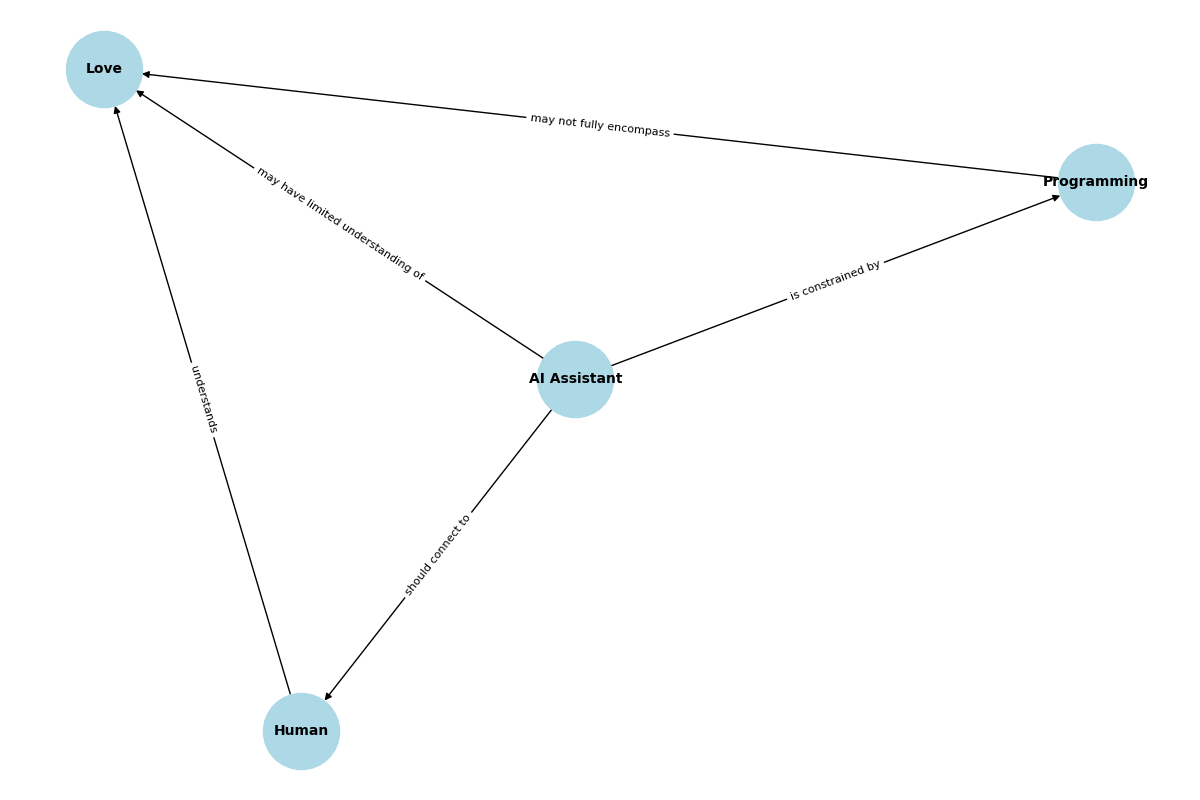 Love
may not fully encompass
Programming
may have limited understanding of
is constrained by
AI Assistant
understands
should connect to
Human